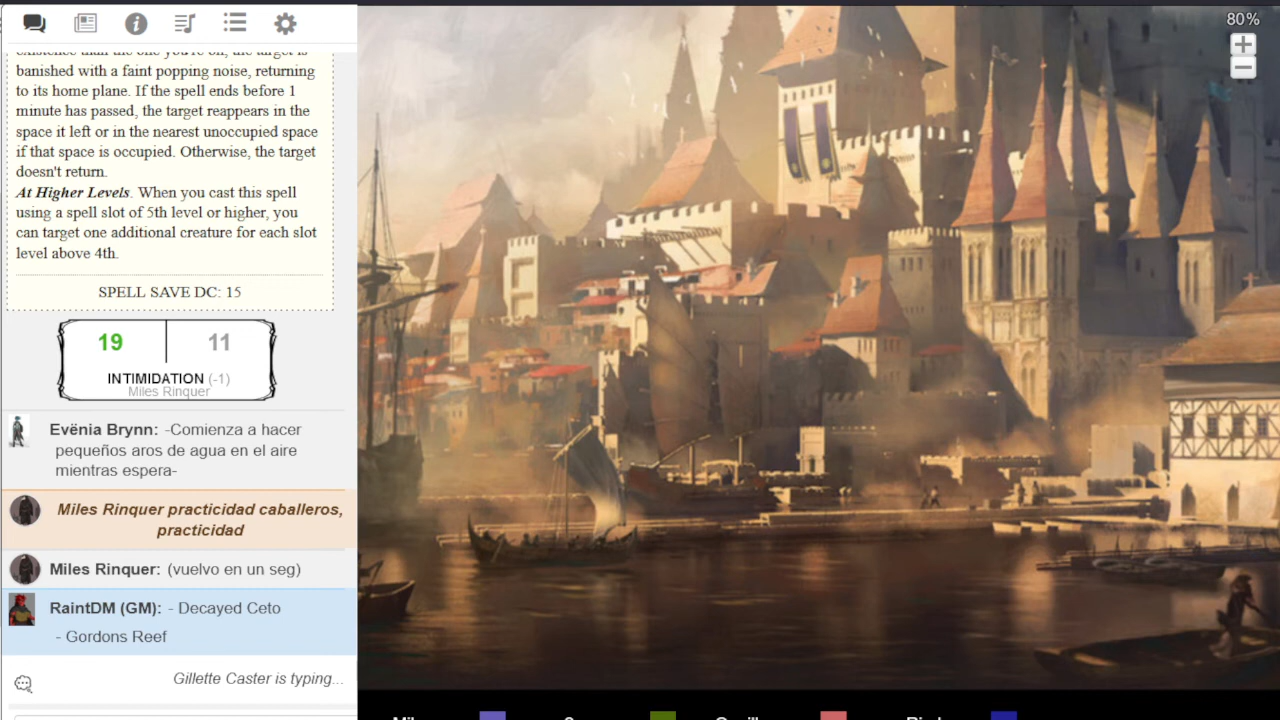 banished with a faint popping noise, returning
to its home plane. If the spell ends before 1
minute has passed, the target reappears in the
space it left or in the nearest unoccupied space
if that space is occupied. Otherwise, the target
doesn't return.
At Higher Levels. When you cast this spell
using a spell slot of 5th level or higher, you
can target one additional creature for each slot
level above 4th.
SPELL SAVE DC: 15
19 11
INTIMIDATION (-1)
Miles Rinquer
Evënia Brynn: -Comienza a hacer
pequeños aros de agua en el aire
mientras espera-
Miles Rinquer practicidad caballeros,
practicidad
Miles Rinquer: (vuelvo en un seg)
RaintDM (GM): - Decayed Ceto
- Gordons Reef
Gillette Caster is typing...
80%